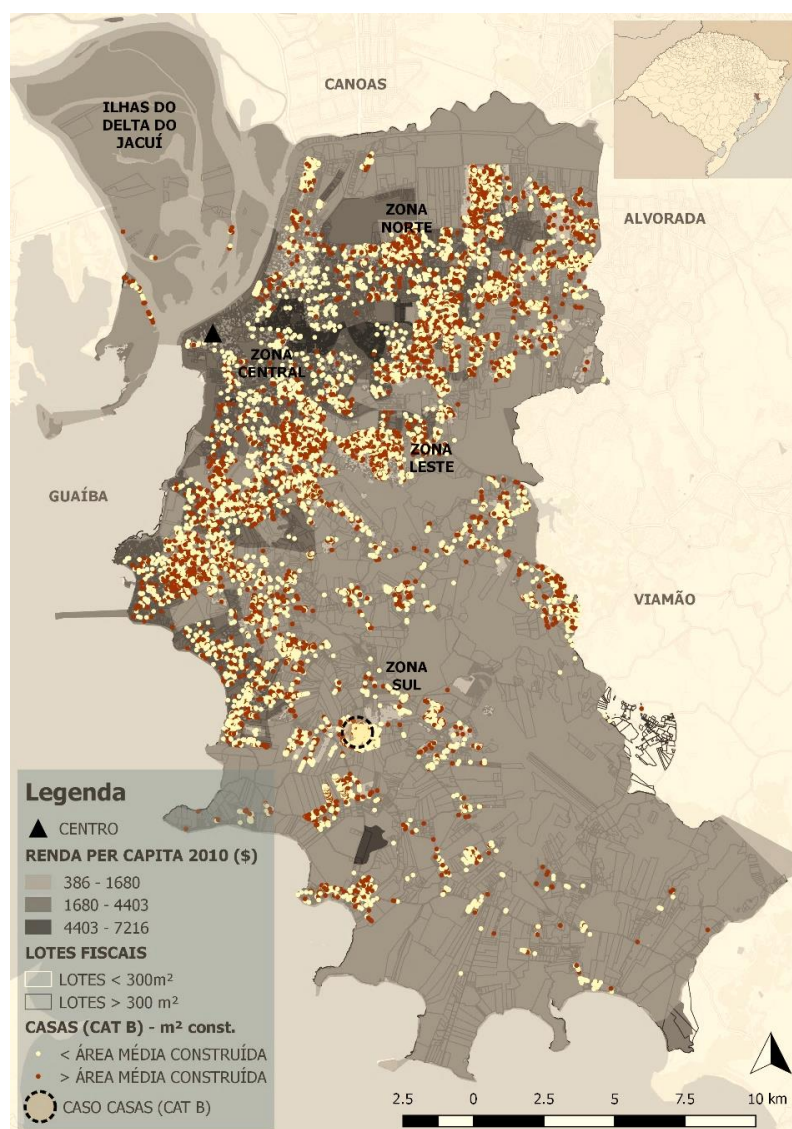 CANOAS
ILHAS DO
DELTA DO
JACUÍ
ZONA
NORTE
ALVORADA
ZONA
CENTRAL
ZONA
LESTE
GUAÍBA
VIAMÃO
ZONA
SUL
Legenda
CENTRO
RENDA PER CAPITA 2010 ($)
386 - 1680
1680 - 4403
4403 - 7216
LOTES FISCAIS
LOTES < 300m²
LOTES > 300 m²
CASAS (CAT B) - m² const.
< ÁREA MÉDIA CONSTRUÍDA
> ÁREA MÉDIA CONSTRUÍDA
CASO CASAS (CAT B)
2.5 0 2.5 5 7.5 10 km